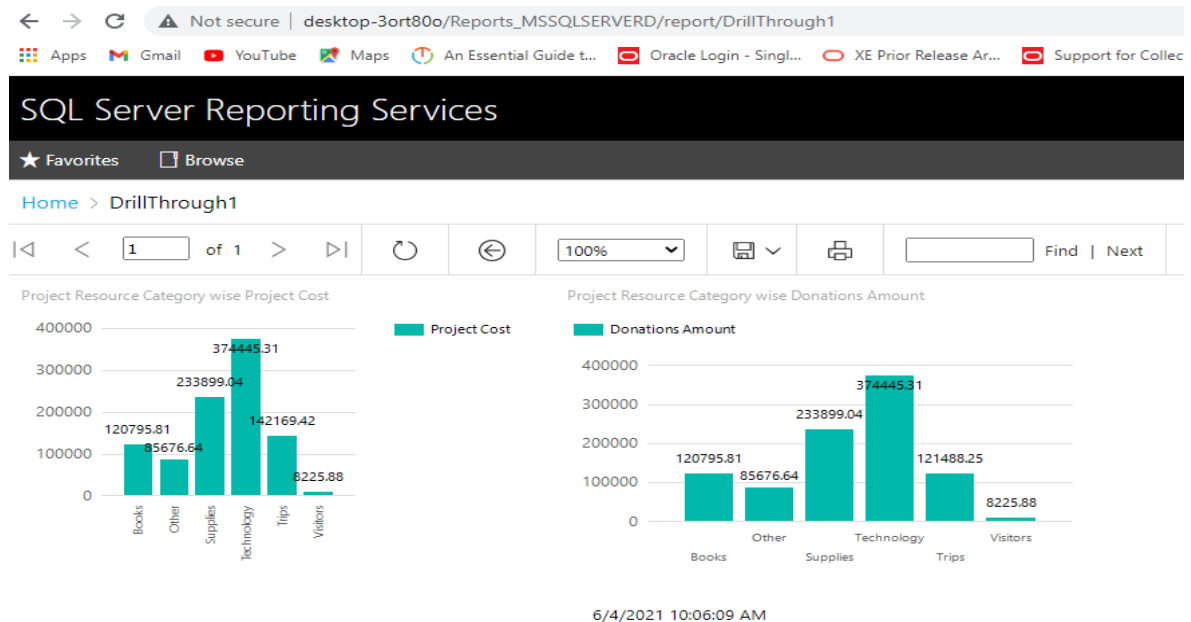 Not secure | desktop-3ort80o/Reports_MSSQLSERVERD/report/DrillThrough1
Apps Gmail YouTube Maps An Essential Guide t... Oracle Login - Singl... XE Prior Release Ar... Support for Collec
SQL Server Reporting Services
Favorites Browse
Home > DrillThrough1
1 of 1 100% Find | Next
Project Resource Category wise Project Cost
400000
300000
200000
100000
0
374445.31
233899.04
142169.42
120795.81
85676.64
8225.88
Books
Other
Supplies
Technology
Trips
Visitors
Project Cost
Project Resource Category wise Donations Amount
Donations Amount
400000
300000
200000
100000
0
374445.31
233899.04
120795.81
121488.25
85676.64
8225.88
Other Technology Visitors
Books Supplies Trips
6/4/2021 10:06:09 AM